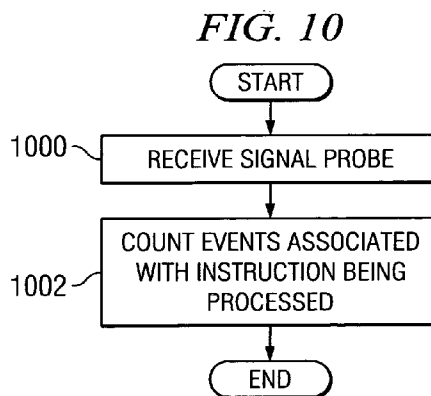 FIG. 10
START
1000
RECEIVE SIGNAL PROBE
COUNT EVENTS ASSOCIATED
WITH INSTRUCTION BEING
PROCESSED
1002
END